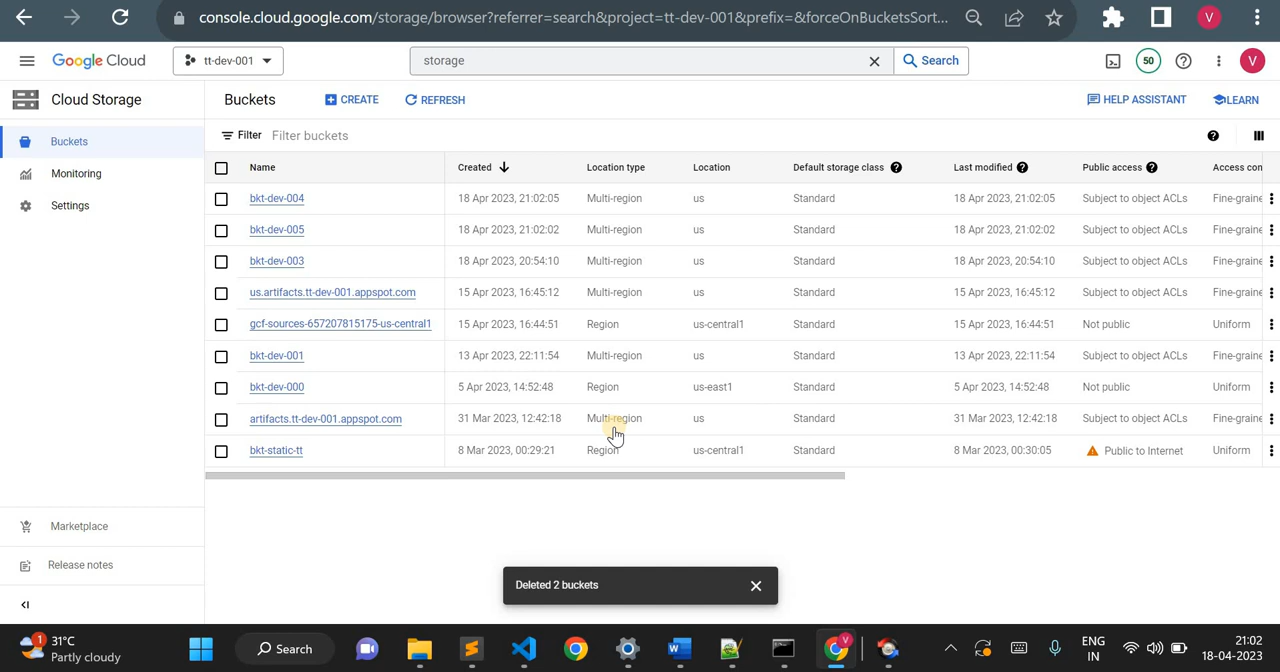 console.cloud.google.com/storage/browser?referrer=search&project=tt-dev-001&prefix=&forceOnBucketsSort... V
Google Cloud tt-dev-001 storage Search 50 V
Cloud Storage Buckets CREATE REFRESH HELP ASSISTANT LEARN
Buckets
Monitoring
Settings
Filter Filter buckets
Name Created Location type Location Default storage class Last modified Public access Access con
bkt-dev-004 18 Apr 2023, 21:02:05 Multi-region us Standard 18 Apr 2023, 21:02:05 Subject to object ACLs Fine-graine
bkt-dev-005 18 Apr 2023, 21:02:02 Multi-region us Standard 18 Apr 2023, 21:02:02 Subject to object ACLs Fine-graine
bkt-dev-003 18 Apr 2023, 20:54:10 Multi-region us Standard 18 Apr 2023, 20:54:10 Subject to object ACLs Fine-graine
us.artifacts.tt-dev-001.appspot.com 15 Apr 2023, 16:45:12 Multi-region us Standard 15 Apr 2023, 16:45:12 Subject to object ACLs Fine-graine
gcf-sources-657207815175-us-central1 15 Apr 2023, 16:44:51 Region us-central1 Standard 15 Apr 2023, 16:44:51 Not public Uniform
bkt-dev-001 13 Apr 2023, 22:11:54 Multi-region us Standard 13 Apr 2023, 22:11:54 Subject to object ACLs Fine-graine
bkt-dev-000 5 Apr 2023, 14:52:48 Region us-east1 Standard 5 Apr 2023, 14:52:48 Not public Uniform
artifacts.tt-dev-001.appspot.com 31 Mar 2023, 12:42:18 Multi-region us Standard 31 Mar 2023, 12:42:18 Subject to object ACLs Fine-graine
bkt-static-tt 8 Mar 2023, 00:29:21 Region us-central1 Standard 8 Mar 2023, 00:30:05 Public to Internet Uniform
Marketplace
Release notes
Deleted 2 buckets
1 31°C
Partly cloudy
Search
V
ENG
IN
21:02
18-04-2023